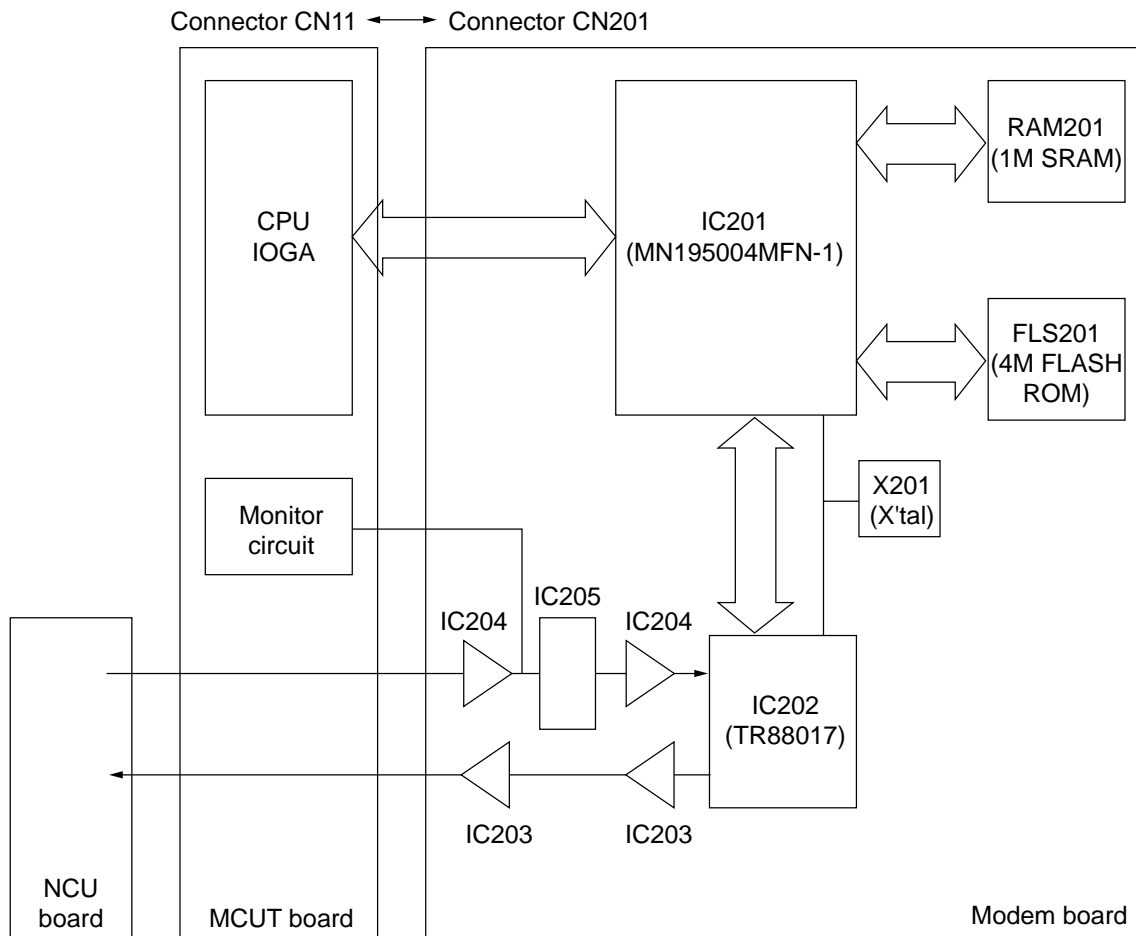 Connector CN11
Connector CN201
CPU
IOGA
IC201
(MN195004MFN-1)
RAM201
(1M SRAM)
FLS201
(4M FLASH
ROM)
X201
(X'tal)
Monitor
circuit
IC204
IC205
IC204
IC202
(TR88017)
IC203
IC203
NCU
board
MCUT board
Modem board